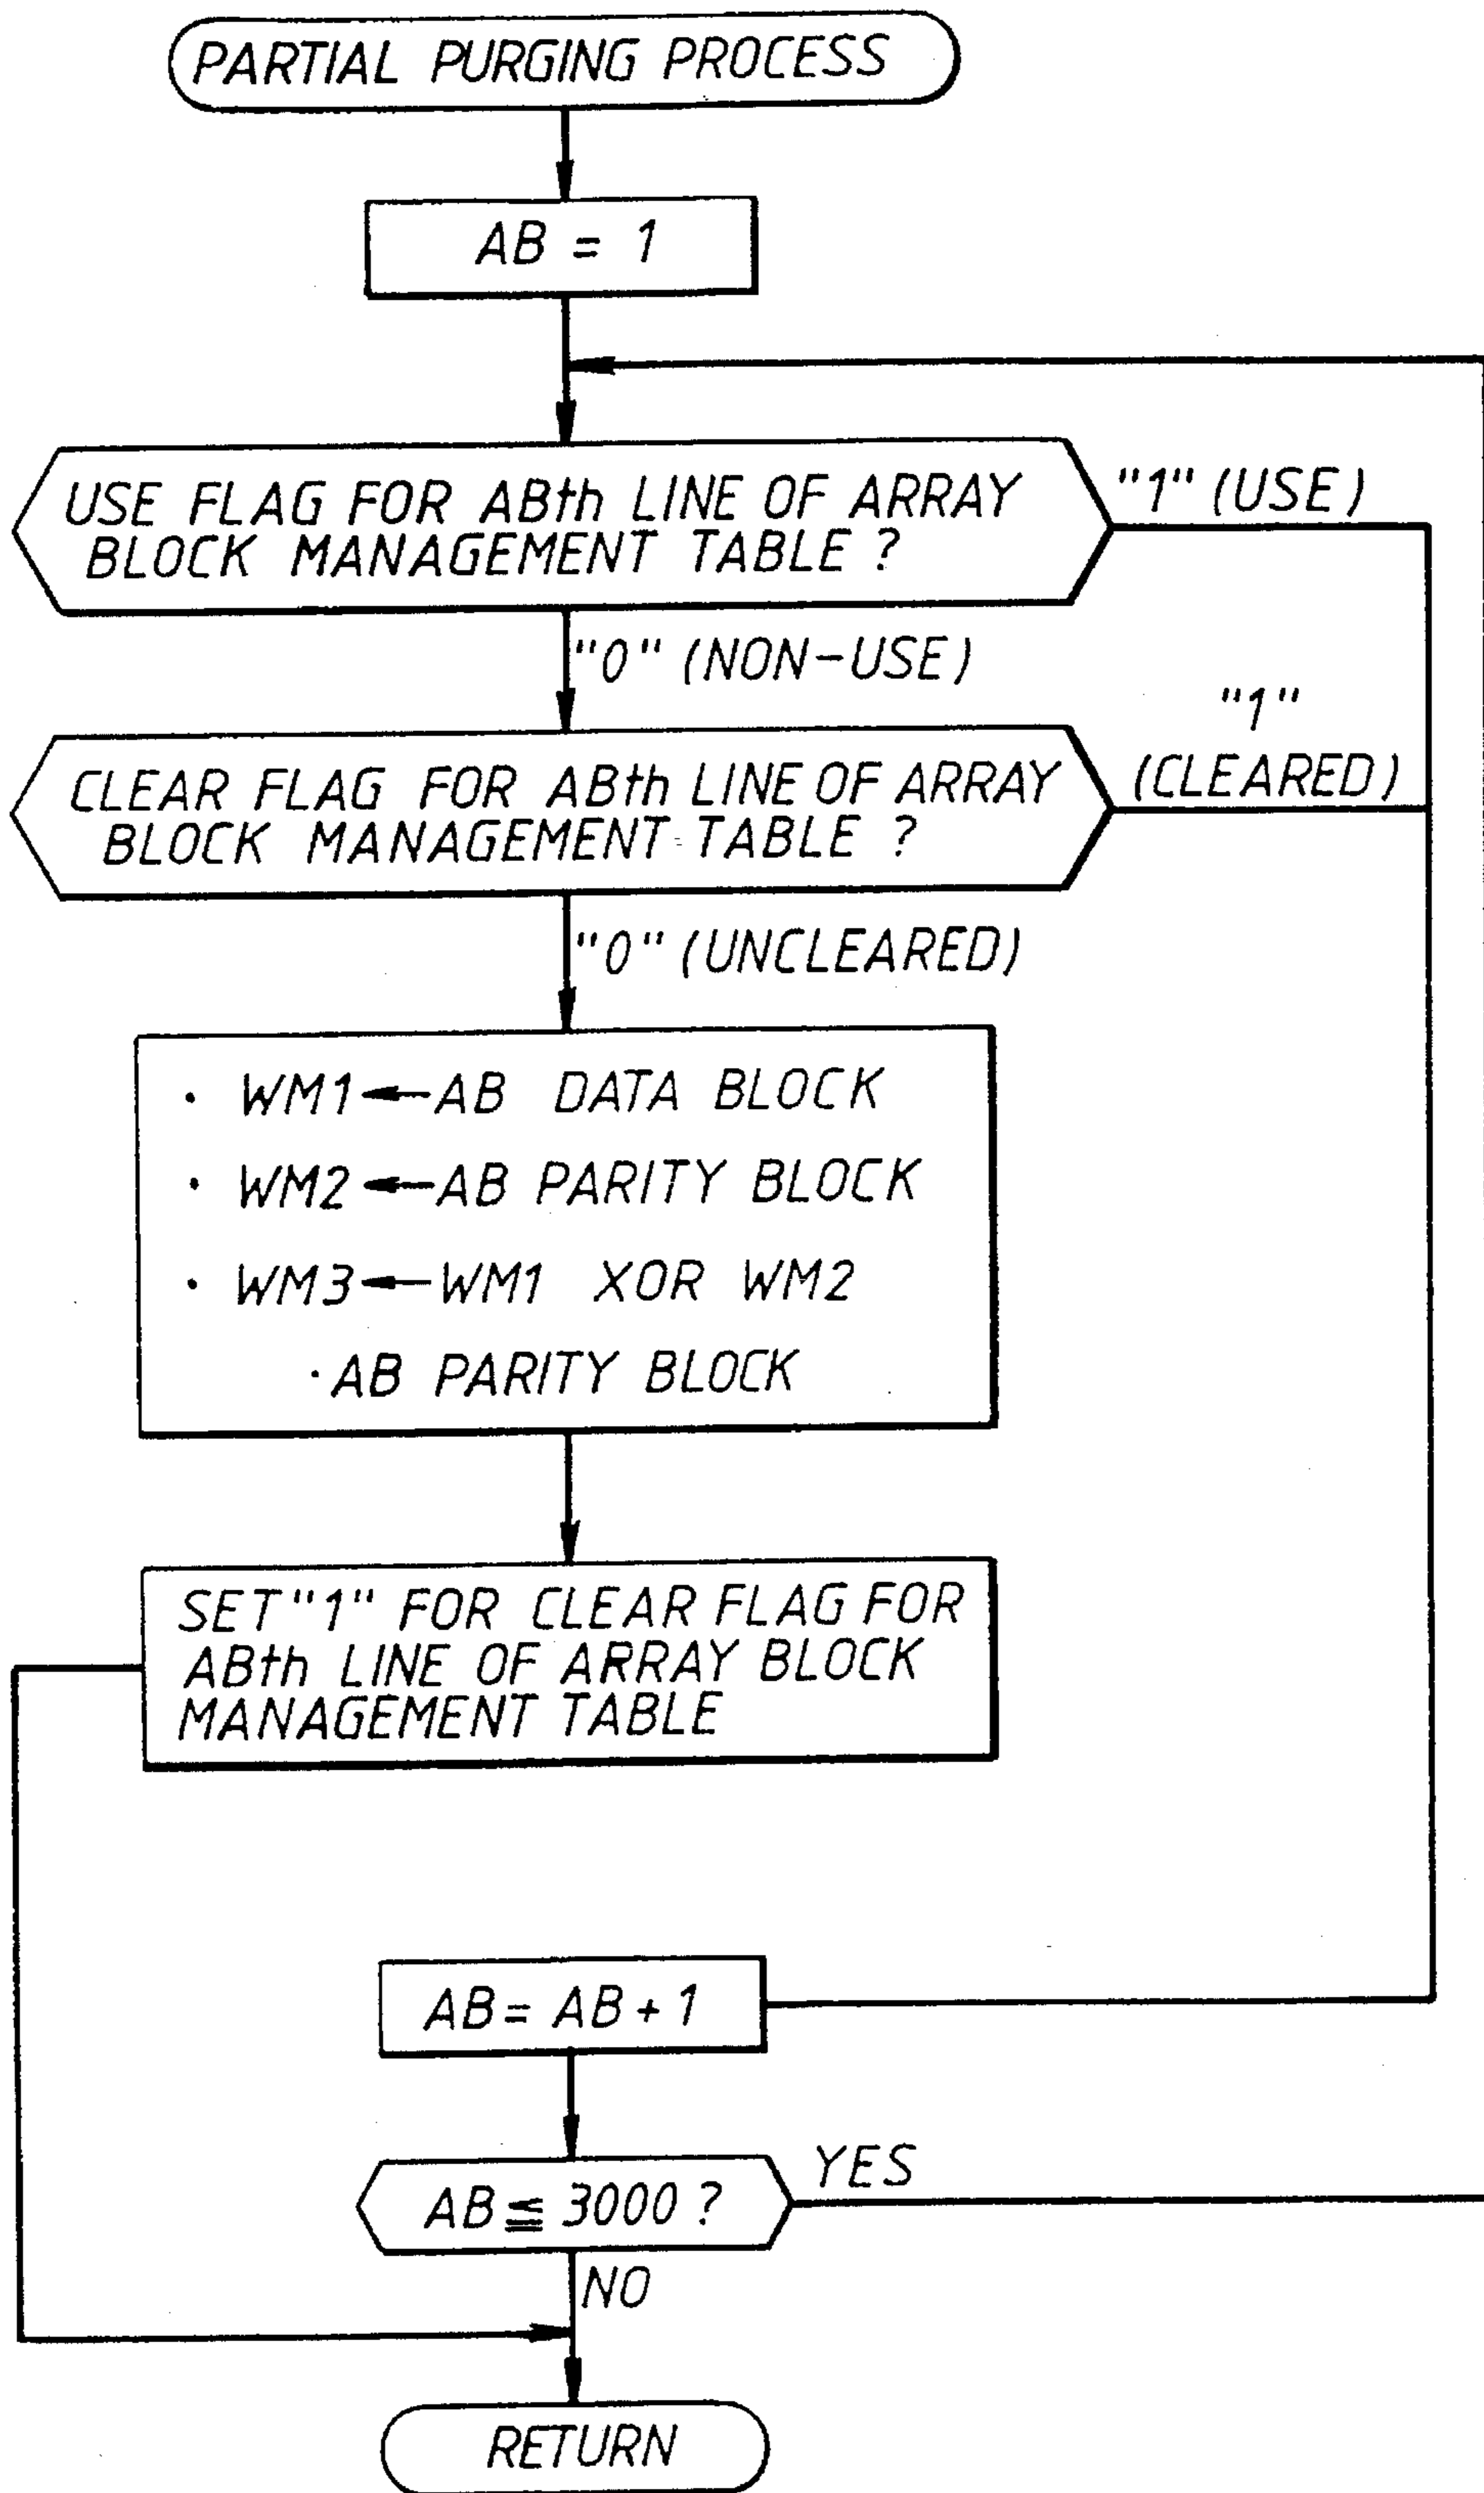 PARTIAL PURGING PROCESS
AB = 1
USE FLAG FOR ABth LINE OF ARRAY
BLOCK MANAGEMENT TABLE ?
"1" (USE)
"0" (NON-USE)
CLEAR FLAG FOR ABth LINE OF ARRAY
BLOCK MANAGEMENT TABLE ?
"1"
(CLEARED)
"0" (UNCLEARED)
· WM1←AB DATA BLOCK
· WM2←AB PARITY BLOCK
· WM3←WM1 XOR WM2
·AB PARITY BLOCK
SET "1" FOR CLEAR FLAG FOR
ABth LINE OF ARRAY BLOCK
MANAGEMENT TABLE
AB = AB + 1
AB ≦ 3000 ?
YES
NO
RETURN